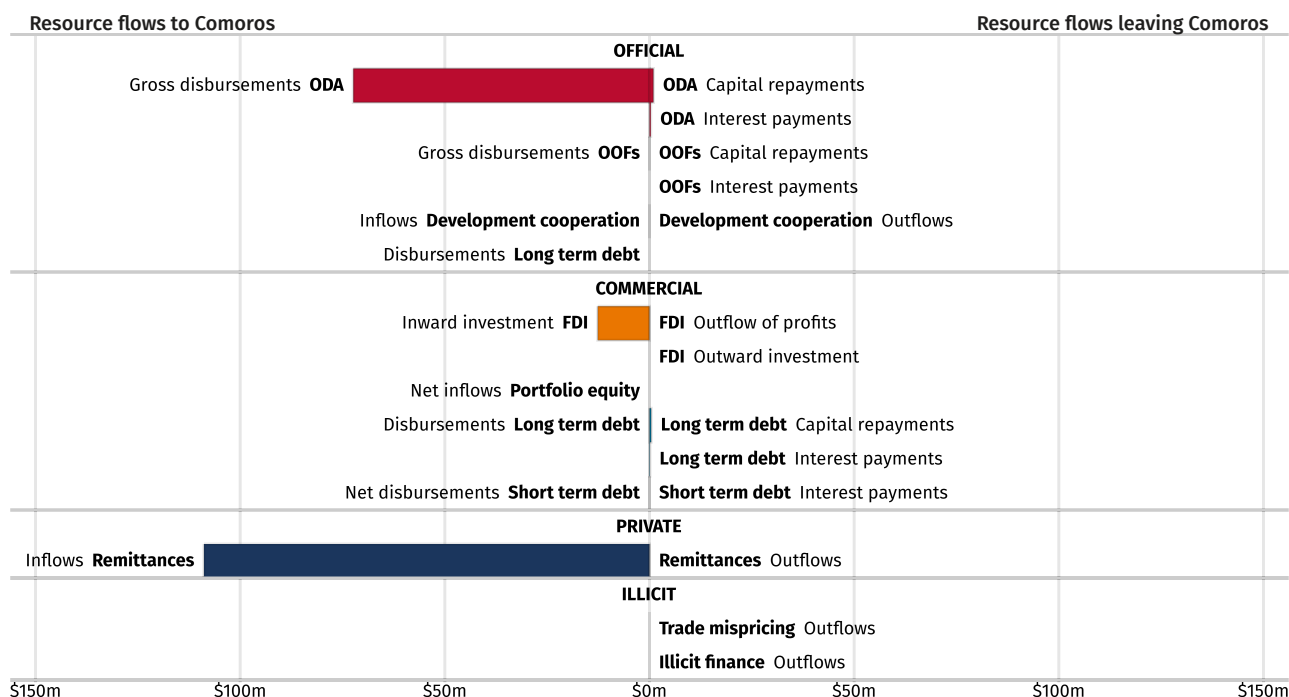 Resource flows to Comoros Resource flows leaving Comoros
OFFICIAL
Gross disbursements ODA ODA Capital repayments
ODA Interest payments
Gross disbursements OOFs OOFs Capital repayments
OOFs Interest payments
Inflows Development cooperation Development cooperation Outflows
Disbursements Long term debt
COMMERCIAL
Inward investment FDI FDI Outflow of profits
FDI Outward investment
Net inflows Portfolio equity
Disbursements Long term debt Long term debt Capital repayments
Long term debt Interest payments
Net disbursements Short term debt Short term debt Interest payments
PRIVATE
Inflows Remittances Remittances Outflows
ILLICIT
Trade mispricing Outflows
Illicit finance Outflows
$150m $100m $50m $0m $50m $100m $150m